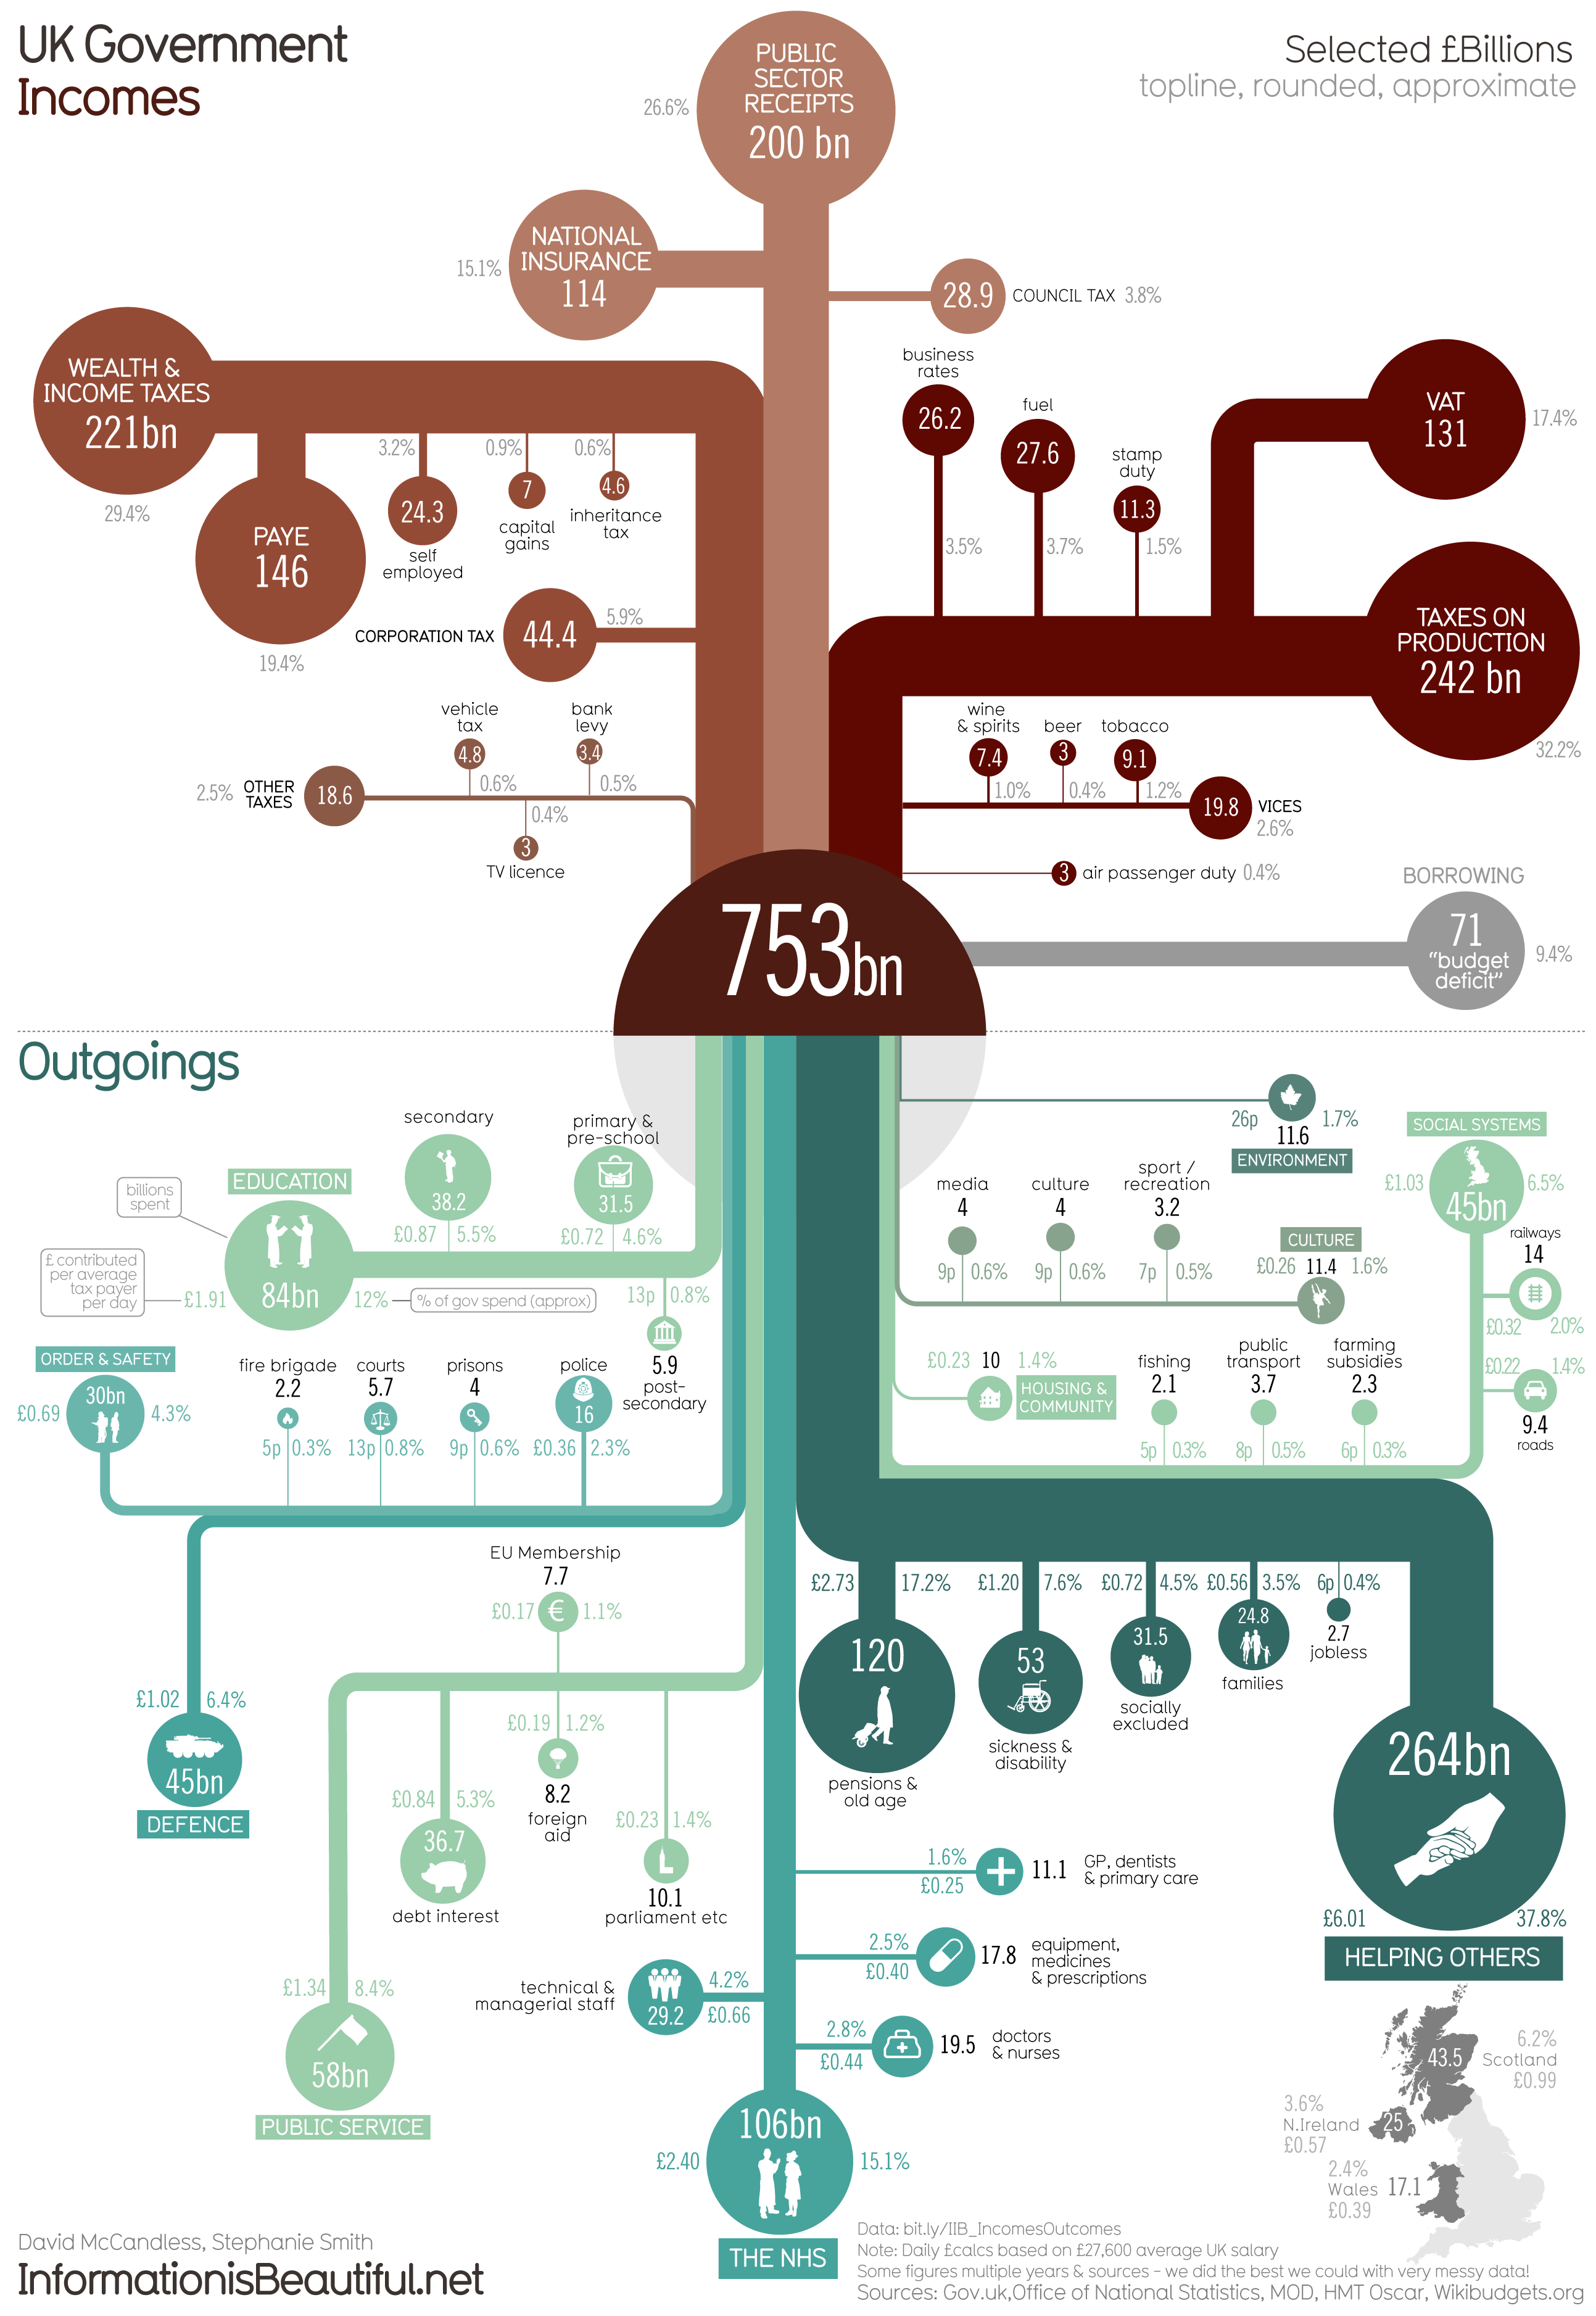 UK Government
Incomes
Selected £Billions
topline, rounded, approximate
PUBLIC
SECTOR
RECEIPTS
200 bn
26.6%
NATIONAL
INSURANCE
114
15.1%
28.9
COUNCIL TAX 3.8%
WEALTH &
INCOME TAXES
221bn
29.4%
PAYE
146
19.4%
3.2%
24.3
self
employed
0.9%
7
capital
gains
0.6%
4.6
inheritance
tax
CORPORATION TAX
44.4
5.9%
business
rates
26.2
3.5%
fuel
27.6
3.7%
stamp
duty
11.3
1.5%
VAT
131
17.4%
TAXES ON
PRODUCTION
242 bn
32.2%
vehicle
tax
4.8
0.6%
bank
levy
3.4
0.5%
2.5%
OTHER
TAXES
18.6
0.4%
3
TV licence
wine
& spirits
7.4
1.0%
beer
3
0.4%
tobacco
9.1
1.2%
19.8
VICES
2.6%
3
air passenger duty 0.4%
BORROWING
71
"budget
deficit"
9.4%
753bn
Outgoings
billions
spent
£ contributed
per average
tax payer
per day
EDUCATION
84bn
£1.91
12%
% of gov spend (approx)
secondary
38.2
£0.87
5.5%
primary &
pre-school
31.5
£0.72
4.6%
13p
0.8%
5.9
post-
secondary
ORDER & SAFETY
30bn
£0.69
4.3%
fire brigade
2.2
5p
0.3%
courts
5.7
13p
0.8%
prisons
4
9p
0.6%
police
16
£0.36
2.3%
26p
1.7%
11.6
ENVIRONMENT
SOCIAL SYSTEMS
£1.03
45bn
6.5%
media
4
9p
0.6%
culture
4
9p
0.6%
sport /
recreation
3.2
7p
0.5%
CULTURE
£0.26
11.4
1.6%
railways
14
£0.32
2.0%
£0.22
1.4%
9.4
roads
£0.23
10
1.4%
HOUSING &
COMMUNITY
fishing
2.1
5p
0.3%
public
transport
3.7
8p
0.5%
farming
subsidies
2.3
6p
0.3%
EU Membership
7.7
£0.17
€
1.1%
£1.02
6.4%
45bn
DEFENCE
£0.84
5.3%
36.7
debt interest
£0.19
1.2%
8.2
foreign
aid
£0.23
1.4%
10.1
parliament etc
£1.34
8.4%
58bn
PUBLIC SERVICE
£2.73
17.2%
120
pensions &
old age
£1.20
7.6%
53
sickness &
disability
£0.72
4.5%
31.5
socially
excluded
£0.56
3.5%
24.8
families
6p
0.4%
2.7
jobless
264bn
£6.01
37.8%
HELPING OTHERS
1.6%
£0.25
11.1
GP, dentists
& primary care
2.5%
£0.40
17.8
equipment,
medicines
& prescriptions
technical &
managerial staff
29.2
4.2%
£0.66
2.8%
£0.44
19.5
doctors
& nurses
106bn
£2.40
15.1%
THE NHS
43.5
6.2%
Scotland
£0.99
3.6%
N.Ireland
£0.57
25
2.4%
Wales
£0.39
17.1
David McCandless, Stephanie Smith
InformationisBeautiful.net
Data: bit.ly/IIB_IncomesOutcomes
Note: Daily £calcs based on £27,600 average UK salary
Some figures multiple years & sources - we did the best we could with very messy data!
Sources: Gov.uk,Office of National Statistics, MOD, HMT Oscar, Wikibudgets.org